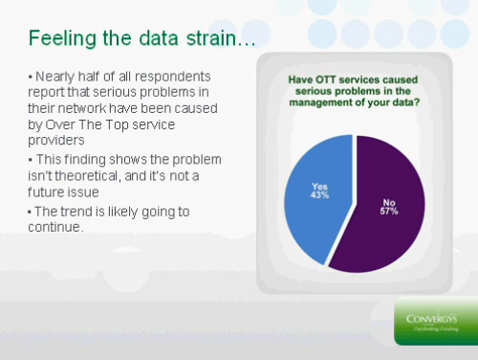 Feeling the data strain...
• Nearly half of all respondents
report that serious problems in
their network have been caused
by Over The Top service
providers
• This finding shows the problem
isn't theoretical, and it's not a
future issue
• The trend is likely going to
continue.
Have OTT services caused
serious problems in the
management of your data?
Yes
43%
No
57%
CONVERGYS
Outthinking Outdoing